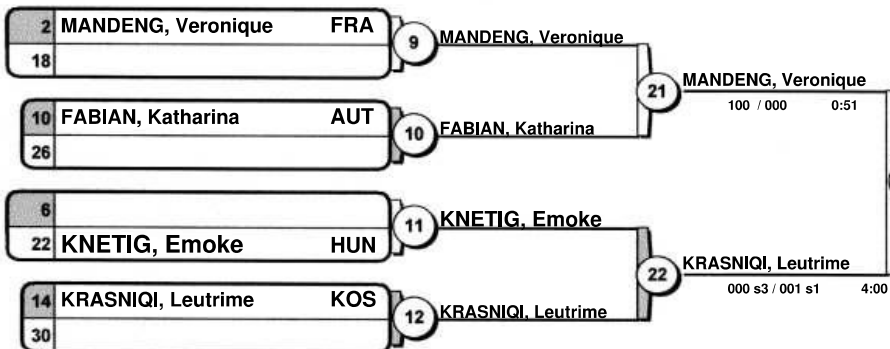 2 MANDENG, Veronique FRA
18
9
MANDENG, Veronique
10 FABIAN, Katharina AUT
26
10
FABIAN, Katharina
21
MANDENG, Veronique
100 / 000 0:51
6
22 KNETIG, Emoke HUN
11
KNETIG, Emoke
14 KRASNIQI, Leutrime KOS
30
12
KRASNIQI, Leutrime
22
KRASNIQI, Leutrime
000 s3 / 001 s1 4:00